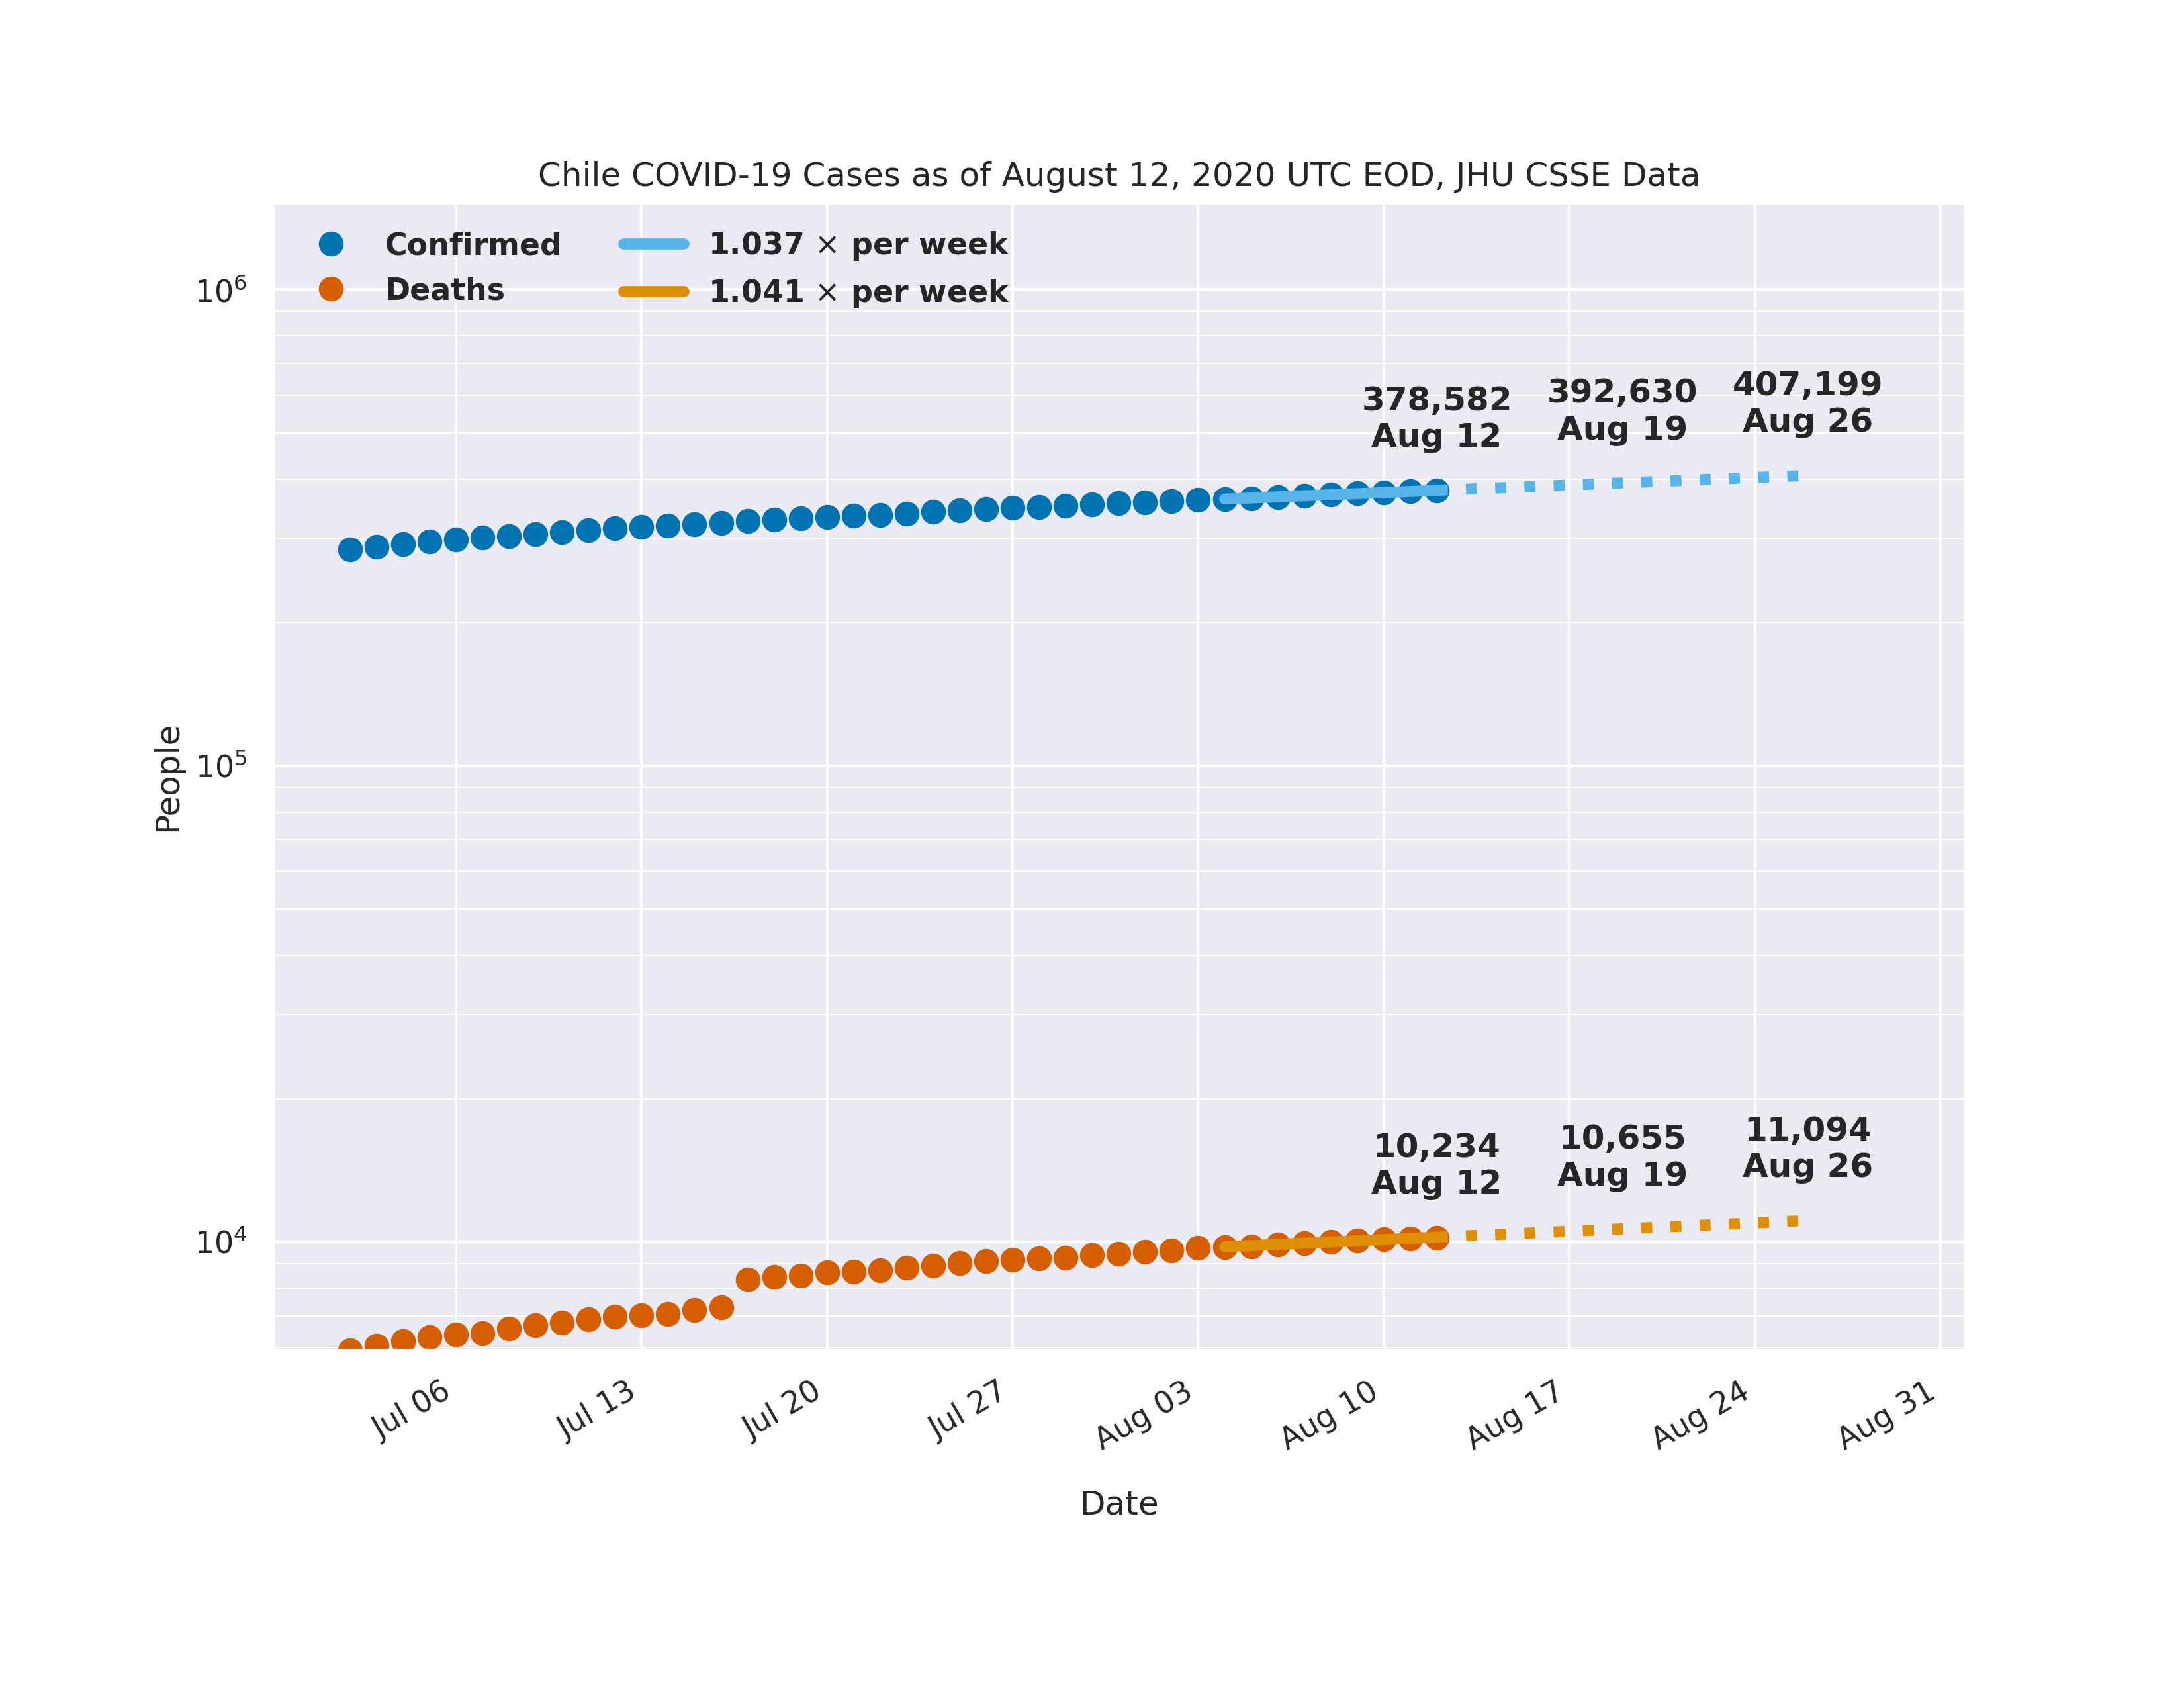 Chile COVID-19 Cases as of August 12, 2020 UTC EOD, JHU CSSE Data
Confirmed
Deaths
1.037 × per week
1.041 × per week
10⁶
10⁵
10⁴
People
378,582
Aug 12
392,630
Aug 19
407,199
Aug 26
10,234
Aug 12
10,655
Aug 19
11,094
Aug 26
Jul 06
Jul 13
Jul 20
Jul 27
Aug 03
Aug 10
Aug 17
Aug 24
Aug 31
Date